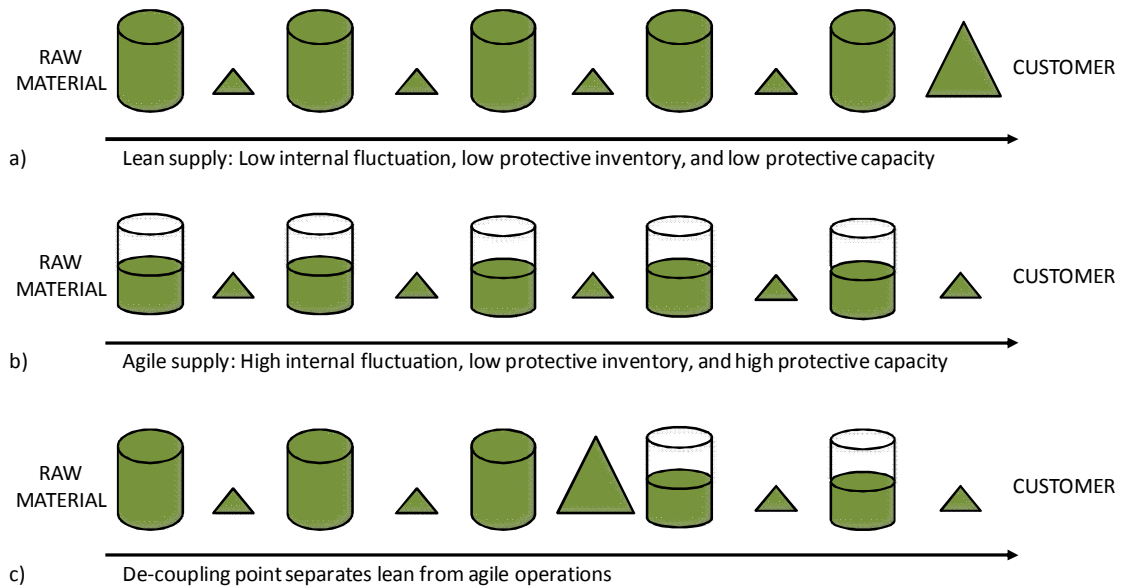 RAW
MATERIAL
CUSTOMER
a) Lean supply: Low internal fluctuation, low protective inventory, and low protective capacity
RAW
MATERIAL
CUSTOMER
b) Agile supply: High internal fluctuation, low protective inventory, and high protective capacity
RAW
MATERIAL
CUSTOMER
c) De-coupling point separates lean from agile operations